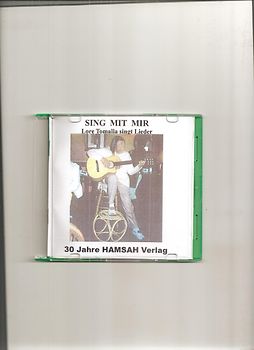 SING MIT MIR
Lore Tomalla singt Lieder
30 Jahre HAMSAH Verlag